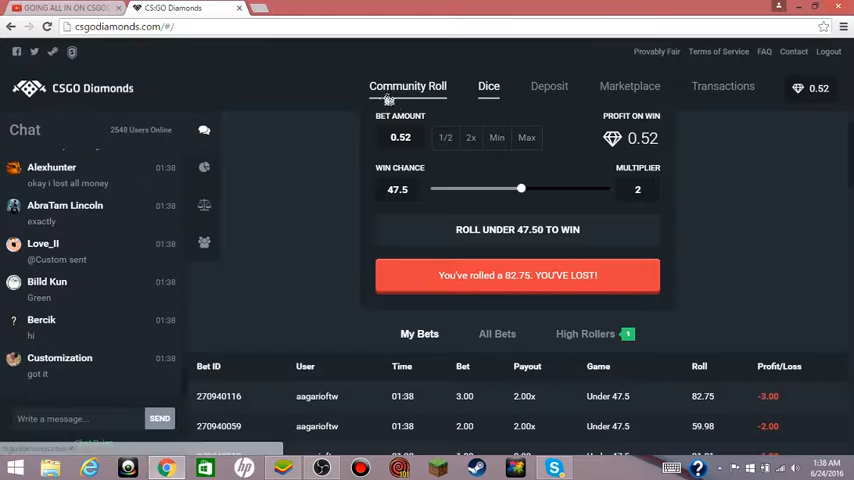 GOING ALL IN ON CSGO
CS:GO Diamonds
csgodiamonds.com/#/
Provably Fair Terms of Service FAQ Contact Logout
CSGO Diamonds
Community Roll Dice Deposit Marketplace Transactions 0.52
Chat 2548 Users Online
BET AMOUNT PROFIT ON WIN
0.52 1/2 2x Min Max 0.52
WIN CHANCE MULTIPLIER
47.5 2
ROLL UNDER 47.50 TO WIN
You've rolled a 82.75. YOU'VE LOST!
Alexhunter 01:38
okay i lost all money
AbraTam Lincoln 01:38
exactly
Love_II 01:38
@Custom sent
Billd Kun 01:38
Green
Bercik 01:38
hi
Customization 01:38
got it
Write a message... SEND
My Bets All Bets High Rollers 1
Bet ID User Time Bet Payout Game Roll Profit/Loss
270940116 aagarioftw 01:38 3.00 2.00x Under 47.5 82.75 -3.00
270940059 aagarioftw 01:38 2.00 2.00x Under 47.5 59.98 -2.00
1:38 AM
6/24/2016